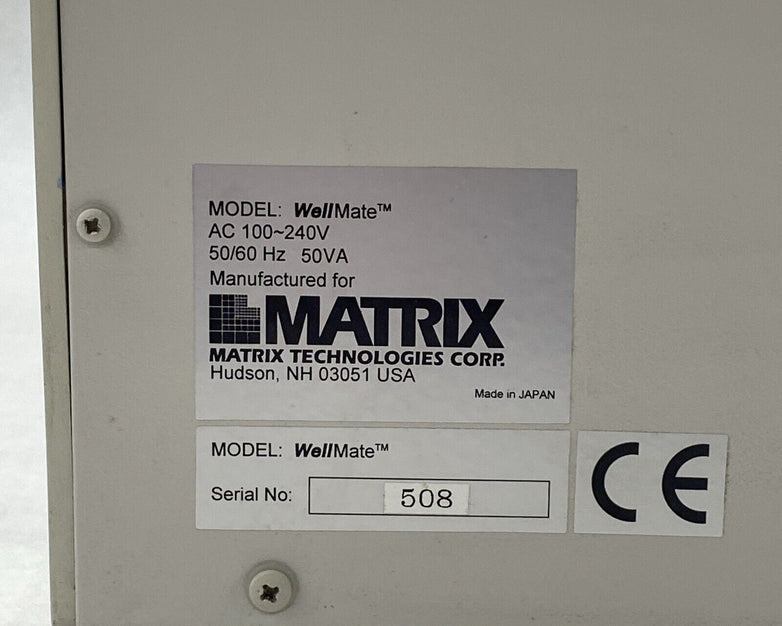 MODEL: WellMate™
AC 100~240V
50/60 Hz 50VA
Manufactured for
MATRIX
MATRIX TECHNOLOGIES CORP.
Hudson, NH 03051 USA
Made in JAPAN
MODEL: WellMate™
Serial No: 508
CE